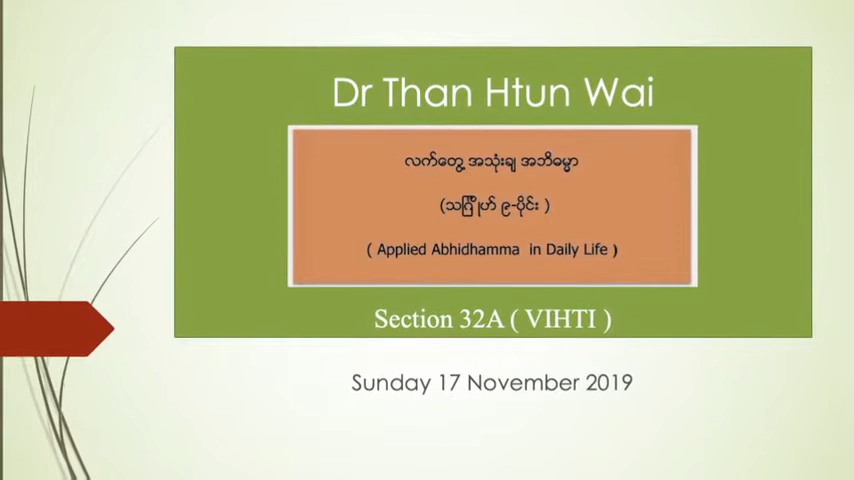 Dr Than Htun Wai
လက်တွေ့ အသုံးချ အဘိဓမ္မာ
(သင်္ဂြိုဟ် ၉-ပိုင်း )
( Applied Abhidhamma in Daily Life )
Section 32A ( VIHTI )
Sunday 17 November 2019